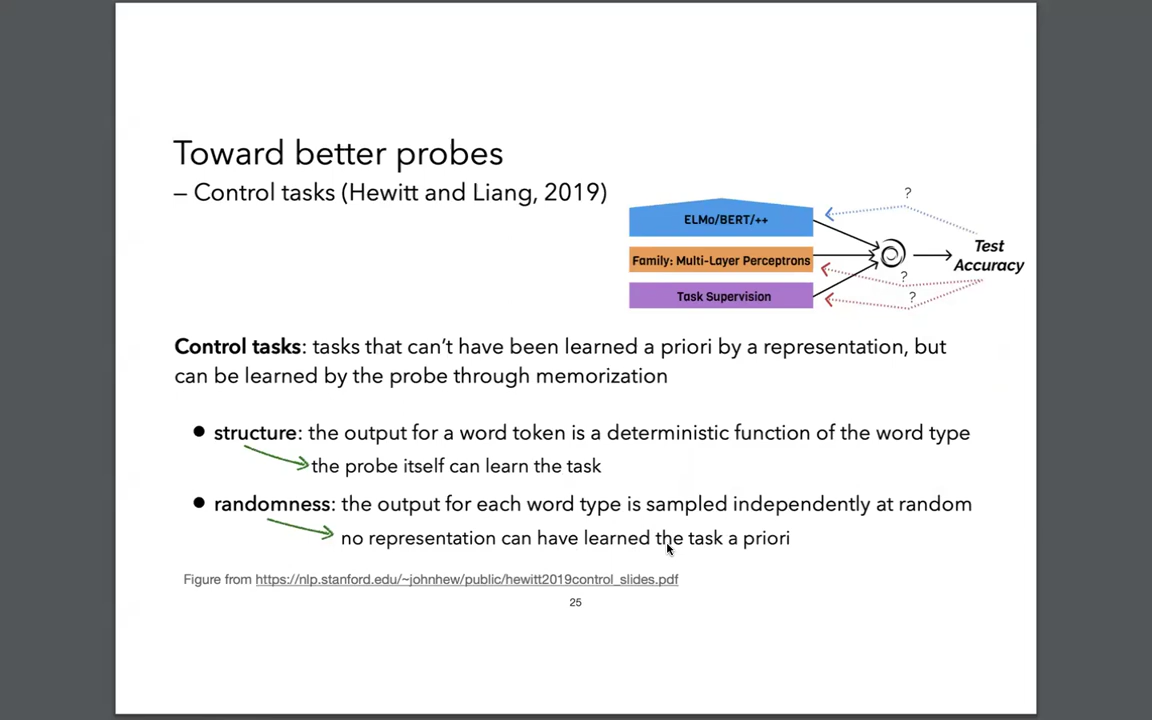 Toward better probes
– Control tasks (Hewitt and Liang, 2019)
ELMo/BERT/++
Family: Multi-Layer Perceptrons
Task Supervision
?
?
?
Test
Accuracy
Control tasks: tasks that can’t have been learned a priori by a representation, but
can be learned by the probe through memorization
● structure: the output for a word token is a deterministic function of the word type
the probe itself can learn the task
● randomness: the output for each word type is sampled independently at random
no representation can have learned the task a priori
Figure from https://nlp.stanford.edu/~johnhew/public/hewitt2019control_slides.pdf
25